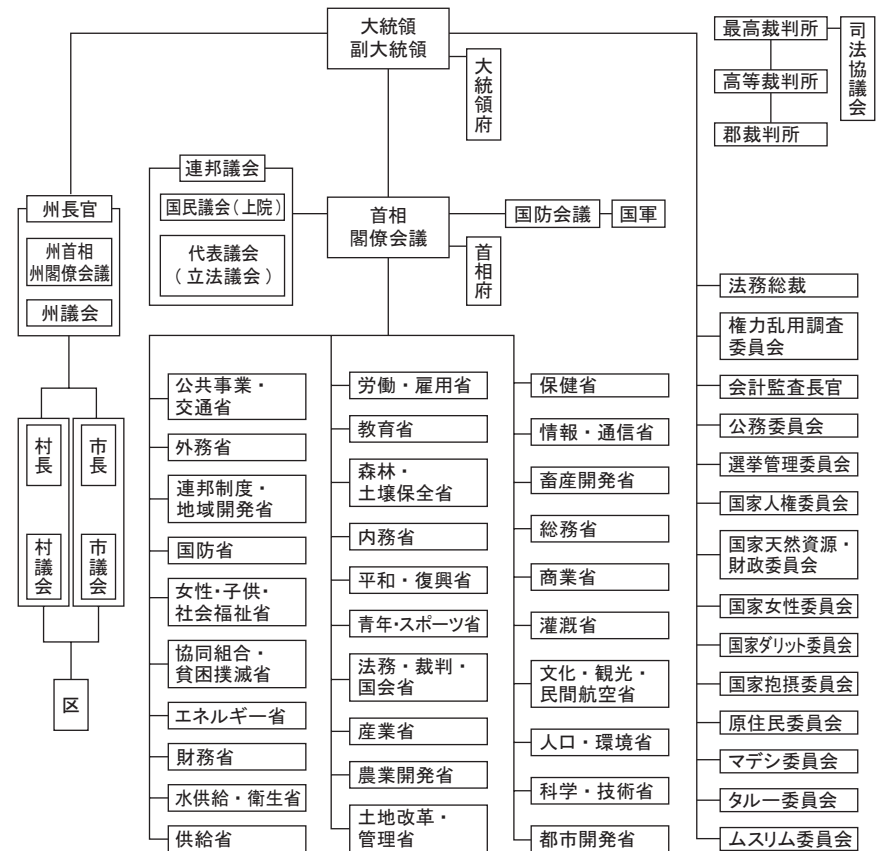 大統領
副大統領
大統領府
最高裁判所
司法協議会
高等裁判所
郡裁判所
連邦議会
国民議会(上院)
代表議会
(立法議会)
首相
閣僚会議
首相府
国防会議
国軍
州長官
州首相
州閣僚会議
州議会
村長
市長
村議会
市議会
区
公共事業・
交通省
外務省
連邦制度・
地域開発省
国防省
女性・子供・
社会福祉省
協同組合・
貧困撲滅省
エネルギー省
財務省
水供給・衛生省
供給省
労働・雇用省
教育省
森林・
土壌保全省
内務省
平和・復興省
青年・スポーツ省
法務・裁判・
国会省
産業省
農業開発省
土地改革・
管理省
保健省
情報・通信省
畜産開発省
総務省
商業省
灌漑省
文化・観光・
民間航空省
人口・環境省
科学・技術省
都市開発省
法務総裁
権力乱用調査
委員会
会計監査長官
公務委員会
選挙管理委員会
国家人権委員会
国家天然資源・
財政委員会
国家女性委員会
国家ダリット委員会
国家抱摂委員会
原住民委員会
マデシ委員会
タルー委員会
ムスリム委員会